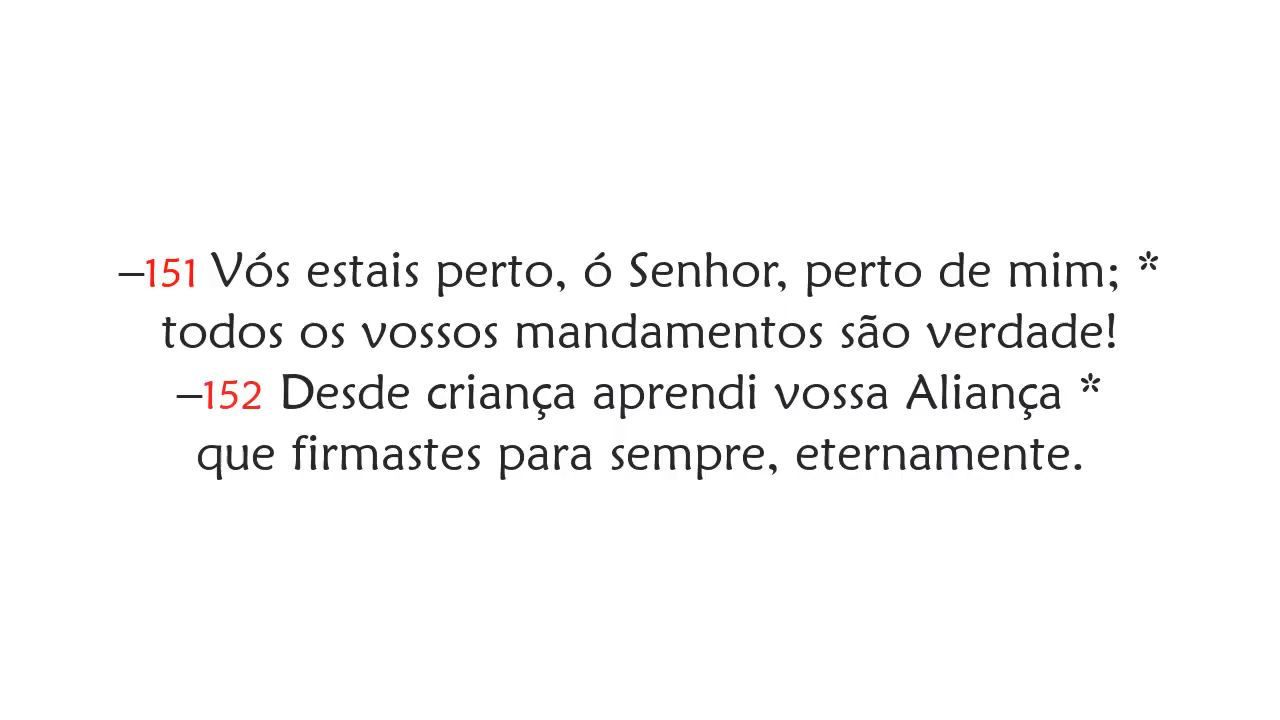 –151 Vós estais perto, ó Senhor, perto de mim; *
todos os vossos mandamentos são verdade!
–152 Desde criança aprendi vossa Aliança *
que firmastes para sempre, eternamente.